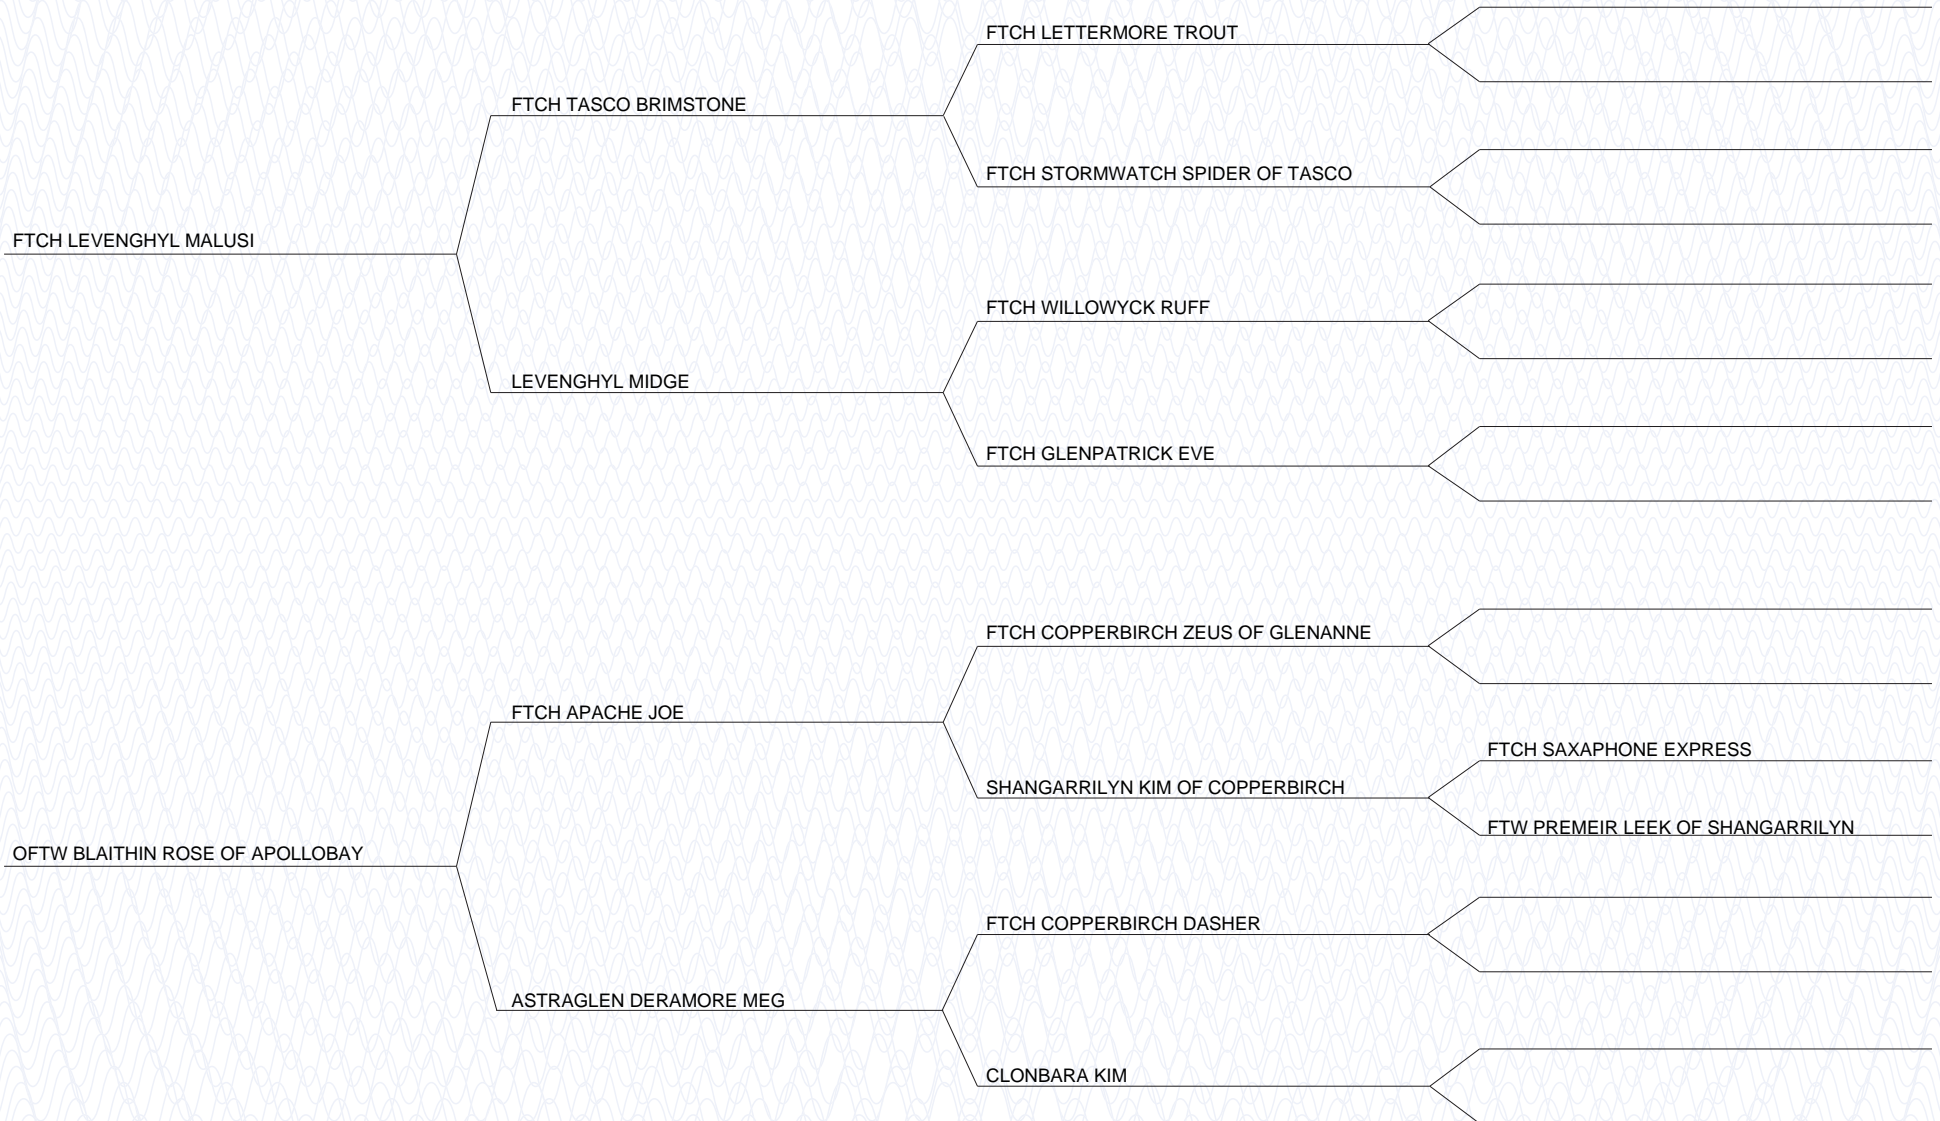 FTCH LETTERMORE TROUT
FTCH TASCO BRIMSTONE
FTCH STORMWATCH SPIDER OF TASCO
FTCH LEVENGHYL MALUSI
FTCH WILLOWYCK RUFF
LEVENGHYL MIDGE
FTCH GLENPATRICK EVE
FTCH COPPERBIRCH ZEUS OF GLENANNE
FTCH APACHE JOE
FTCH SAXAPHONE EXPRESS
SHANGARRILYN KIM OF COPPERBIRCH
FTW PREMEIR LEEK OF SHANGARRILYN
OFTW BLAITHIN ROSE OF APOLLOBAY
FTCH COPPERBIRCH DASHER
ASTRAGLEN DERAMORE MEG
CLONBARA KIM